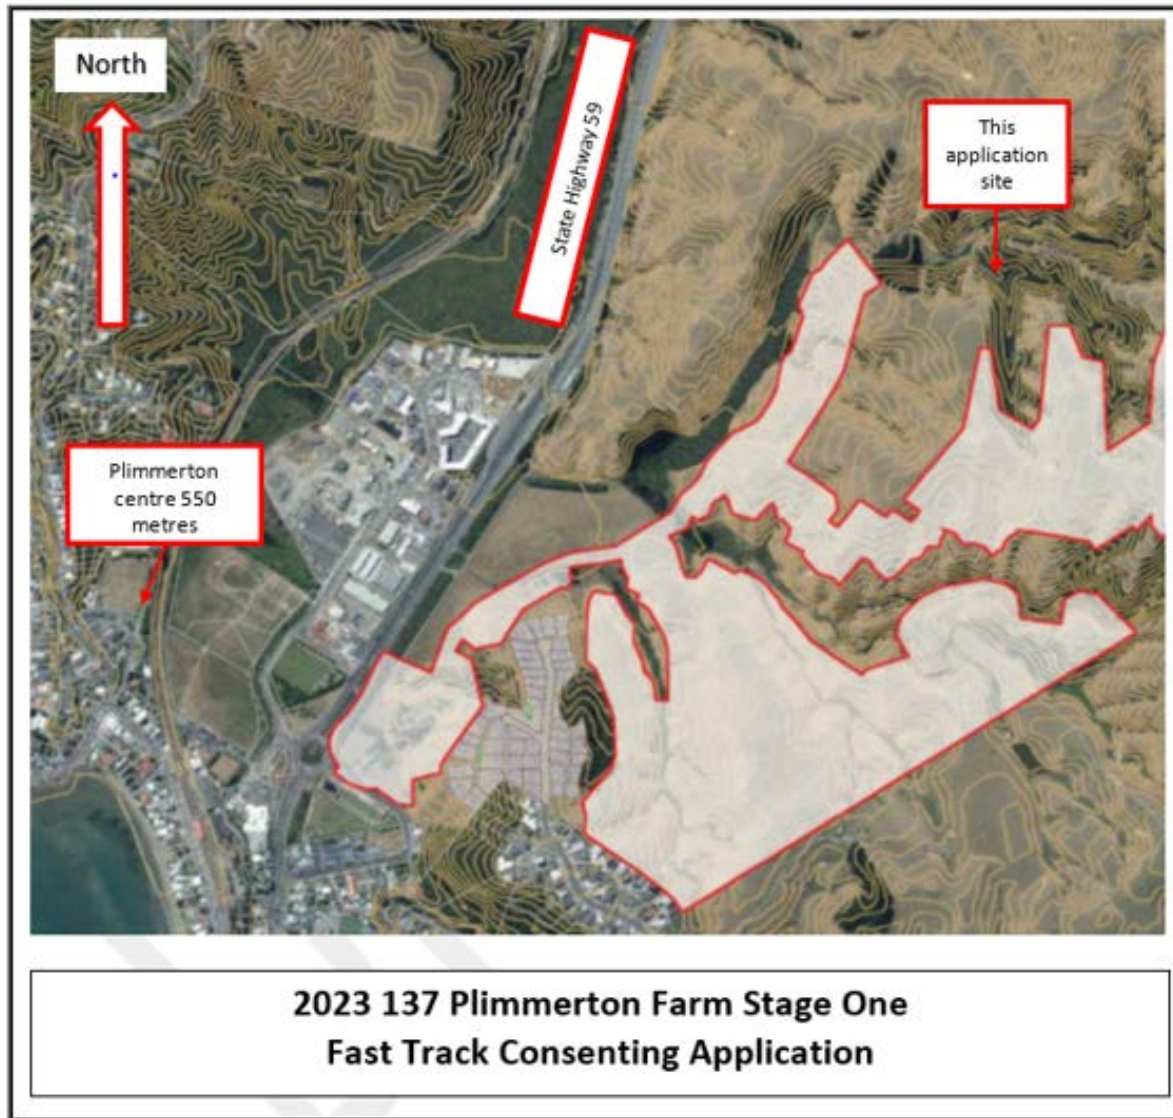 North
State Highway 59
This
application
site
Plimmerton
centre 550
metres
2023 137 Plimmerton Farm Stage One
Fast Track Consenting Application